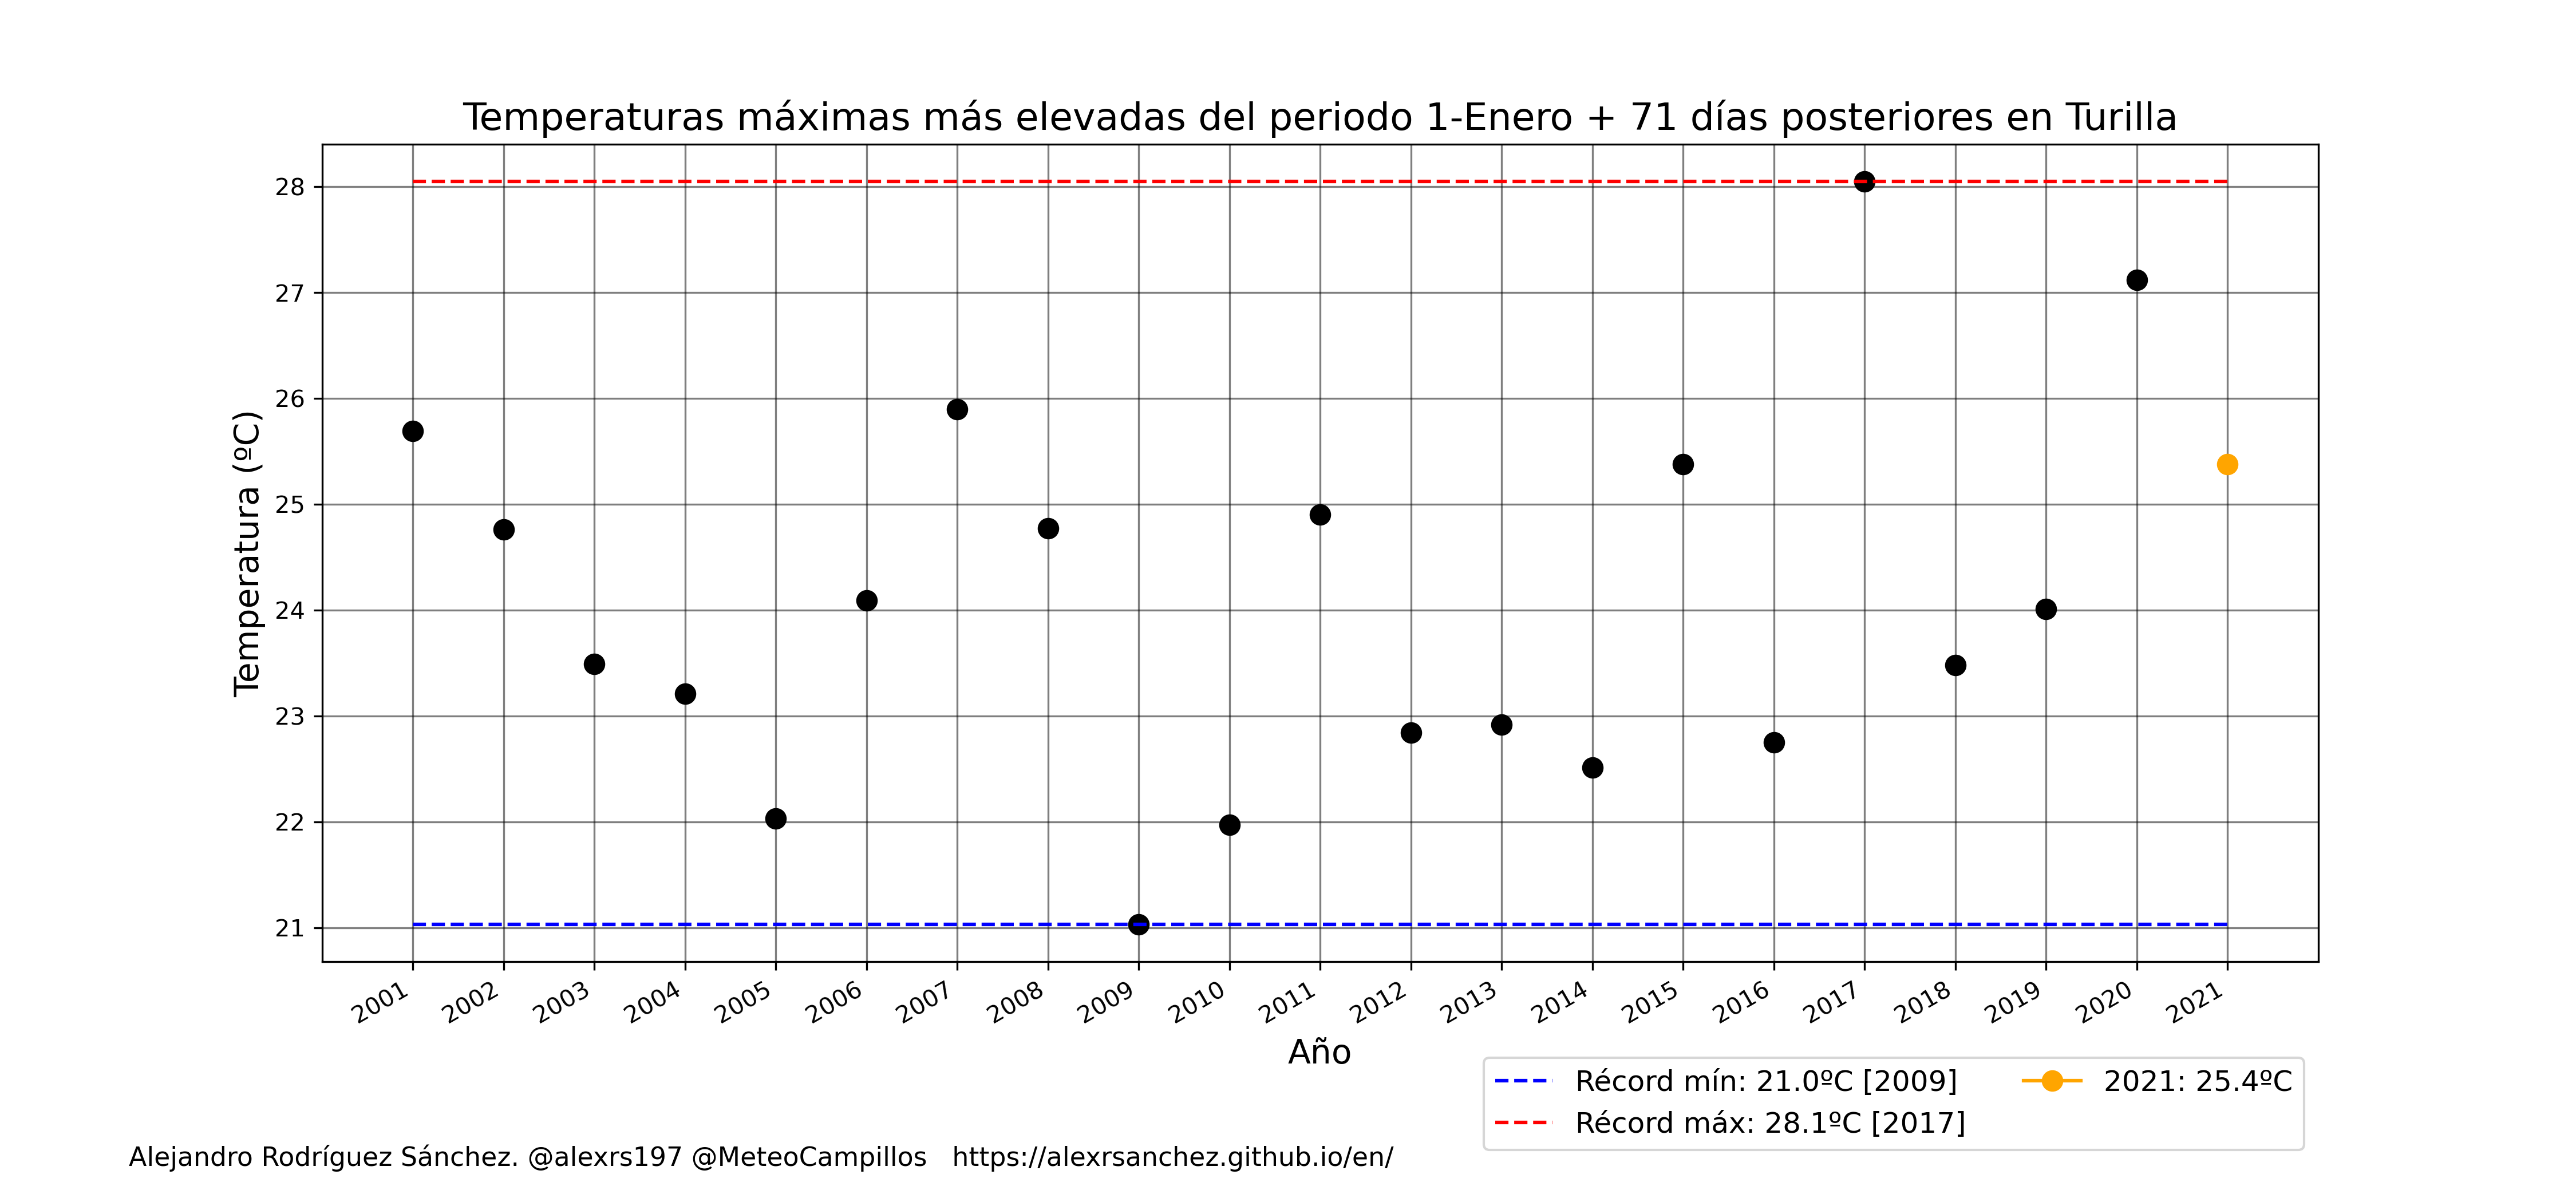 Temperaturas máximas más elevadas del periodo 1-Enero + 71 días posteriores en Turilla
Temperatura (ºC)
28
27
26
25
24
23
22
21
2001 2002 2003 2004 2005 2006 2007 2008 2009 2010 2011 2012 2013 2014 2015 2016 2017 2018 2019 2020 2021
Año
Récord mín: 21.0ºC [2009]
Récord máx: 28.1ºC [2017]
2021: 25.4ºC
Alejandro Rodríguez Sánchez. @alexrs197 @MeteoCampillos https://alexrsanchez.github.io/en/